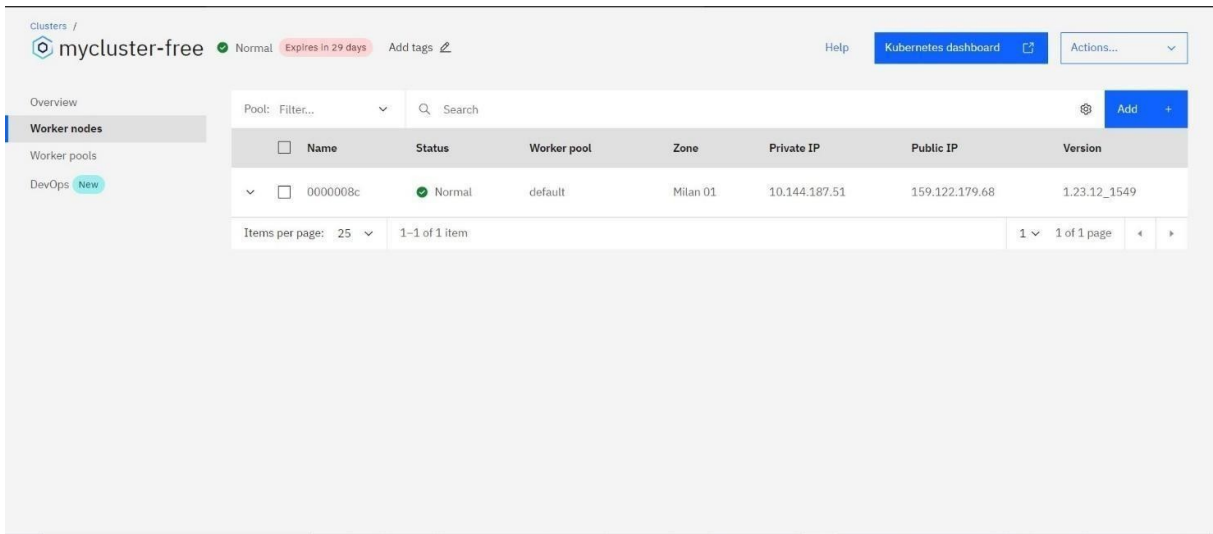 Clusters /
mycluster-free Normal Expires in 29 days Add tags Help Kubernetes dashboard Actions...
Overview
Worker nodes
Worker pools
DevOps New
Pool: Filter... Search Add +
Name Status Worker pool Zone Private IP Public IP Version
0000008c Normal default Milan 01 10.144.187.51 159.122.179.68 1.23.12_1549
Items per page: 25 1–1 of 1 item 1 1 of 1 page